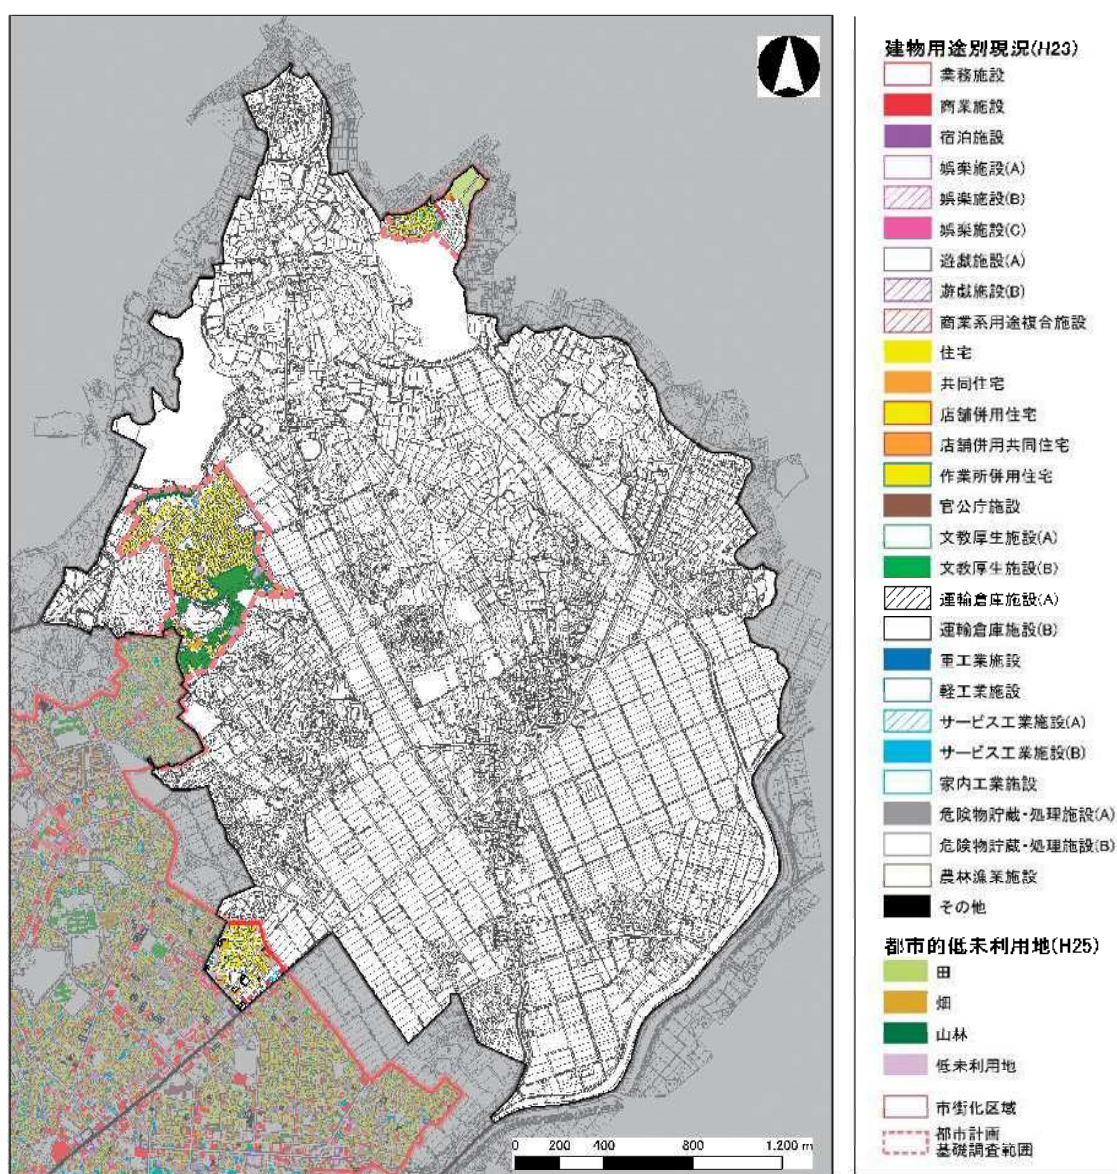 建物用途別現況(H23)
業務施設
商業施設
宿泊施設
娯楽施設(A)
娯楽施設(B)
娯楽施設(C)
遊戯施設(A)
遊戯施設(B)
商業系用途複合施設
住宅
共同住宅
店舗併用住宅
店舗併用共同住宅
作業所併用住宅
官公庁施設
文教厚生施設(A)
文教厚生施設(B)
運輸倉庫施設(A)
運輸倉庫施設(B)
重工業施設
軽工業施設
サービス工業施設(A)
サービス工業施設(B)
家内工業施設
危険物貯蔵・処理施設(A)
危険物貯蔵・処理施設(B)
農林漁業施設
その他
都市的低未利用地(H25)
田
畑
山林
低未利用地
市街化区域
都市計画
基礎調査範囲
0 200 400 800 1,200 m